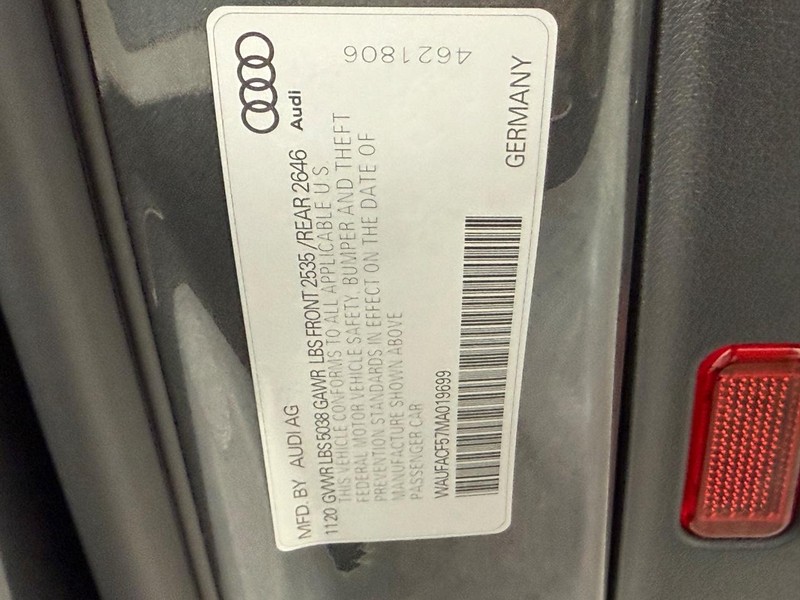 MFD. BY AUDI AG
Audi
1120 GVWR LBS 5038 GAWR LBS FRONT 2535 /REAR 2646
THIS VEHICLE CONFORMS TO ALL APPLICABLE U.S.
FEDERAL MOTOR VEHICLE SAFETY, BUMPER AND THEFT
PREVENTION STANDARDS IN EFFECT ON THE DATE OF
MANUFACTURE SHOWN ABOVE
PASSENGER CAR
WAUFACF57MA019699
4621806
GERMANY